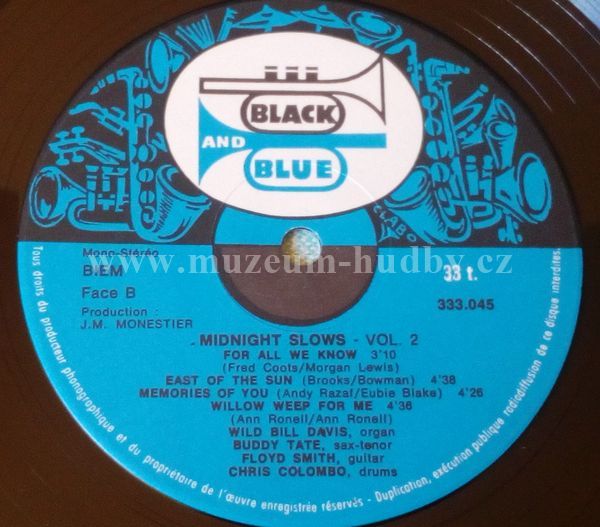 BLACK
AND
BLUE
CLABO
Mono-Stéréo
BIEM
www.muzeum-hudby.cz
33 t.
Face B
333.045
Production :
J.M. MONESTIER
MIDNIGHT SLOWS - VOL. 2
FOR ALL WE KNOW 3'10
(Fred Coots/Morgan Lewis)
EAST OF THE SUN (Brooks/Bowman) 4'38
MEMORIES OF YOU (Andy Razaf/Eubie Blake) 4'26
WILLOW WEEP FOR ME 4'36
(Ann Ronell/Ann Ronell)
WILD BILL DAVIS, organ
BUDDY TATE, sax-tenor
FLOYD SMITH, guitar
CHRIS COLOMBO, drums
Tous droits du producteur phonographique et du propriétaire de l'œuvre enregistrée réservés - Duplication, exécution publique radiodiffusion de ce disque interdites.